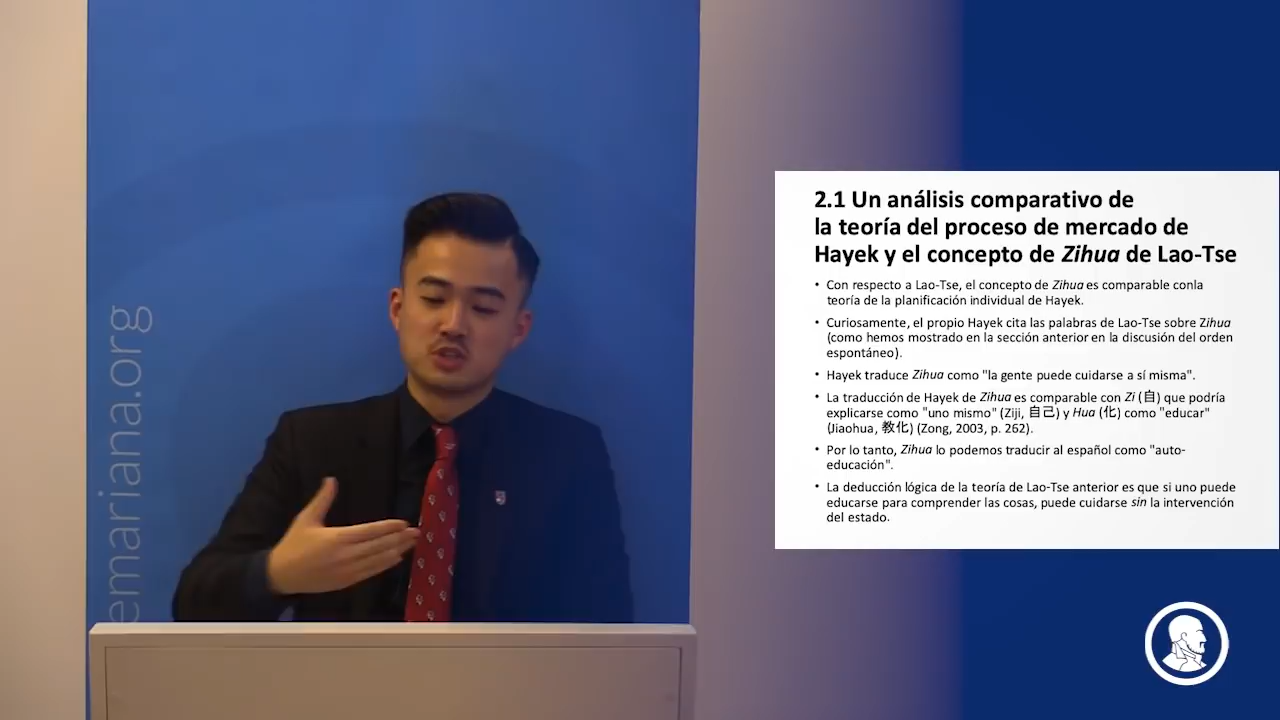 emariana.org
2.1 Un análisis comparativo de
la teoría del proceso de mercado de
Hayek y el concepto de Zihua de Lao-Tse
• Con respecto a Lao-Tse, el concepto de Zihua es comparable conla
teoría de la planificación individual de Hayek.
• Curiosamente, el propio Hayek cita las palabras de Lao-Tse sobre Zihua
(como hemos mostrado en la sección anterior en la discusión del orden
espontáneo).
• Hayek traduce Zihua como "la gente puede cuidarse a sí misma".
• La traducción de Hayek de Zihua es comparable con Zi (自) que podría
explicarse como "uno mismo" (Ziji, 自己) y Hua (化) como "educar"
(Jiaohua, 教化) (Zong, 2003, p. 262).
• Por lo tanto, Zihua lo podemos traducir al español como "auto-
educación".
• La deducción lógica de la teoría de Lao-Tse anterior es que si uno puede
educarse para comprender las cosas, puede cuidarse sin la intervención
del estado.